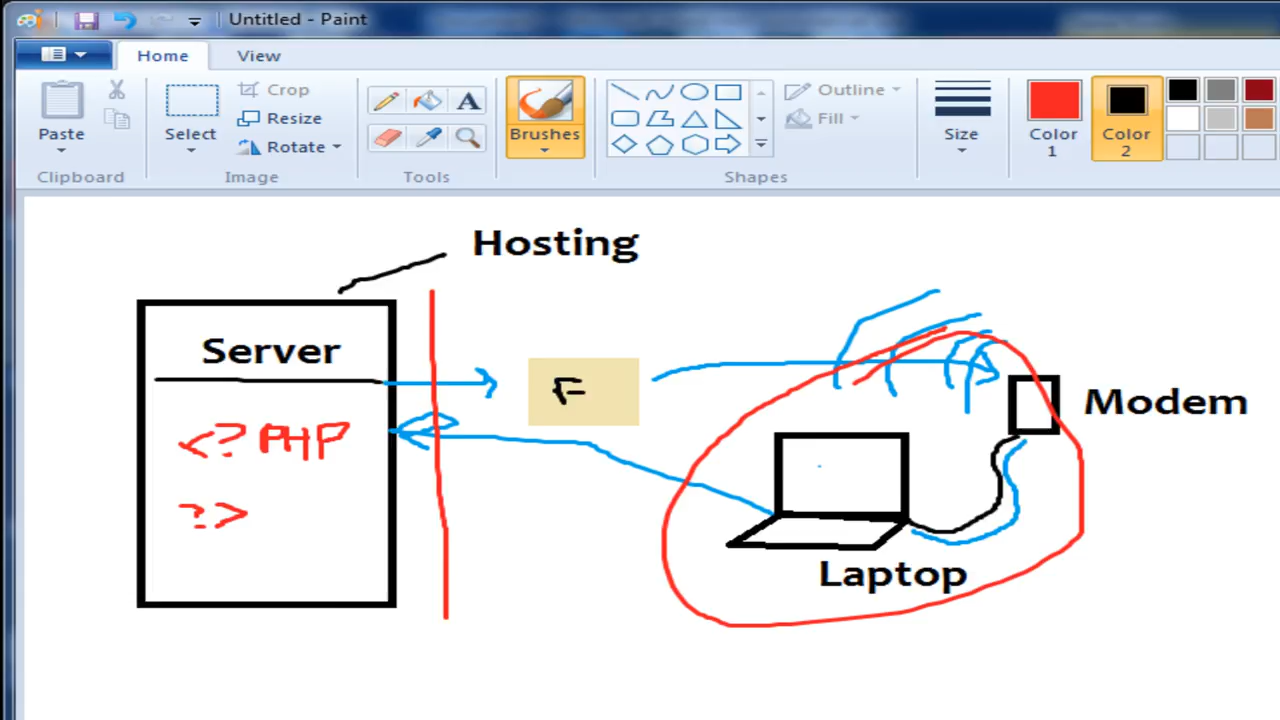 Untitled - Paint
Home View
Paste
Select
Crop
Resize
Rotate
A
Brushes
Outline
Fill
Size
Color 1
Color 2
Clipboard
Image
Tools
Shapes
Hosting
Server
<?PHP
?>
F
Modem
Laptop